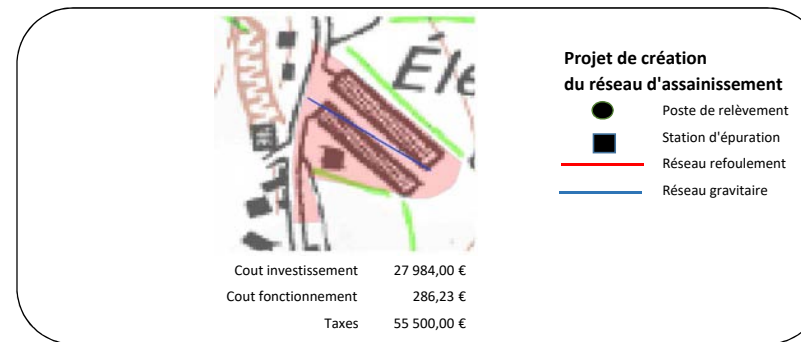 Éle
Projet de création
du réseau d'assainissement
Poste de relèvement
Station d'épuration
Réseau refoulement
Réseau gravitaire
Cout investissement 27 984,00 €
Cout fonctionnement 286,23 €
Taxes 55 500,00 €